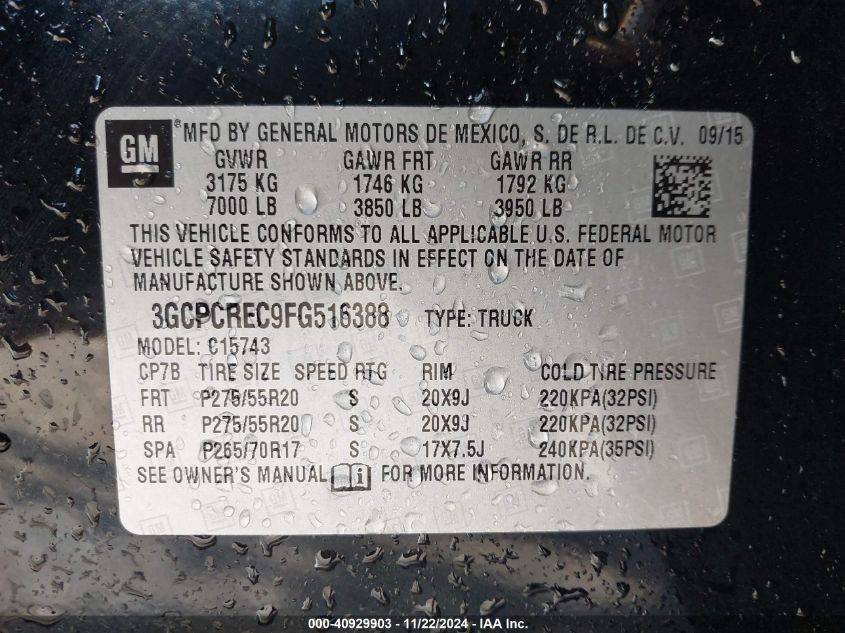 GM ® MFD BY GENERAL MOTORS DE MEXICO, S. DE R.L. DE C.V. 09/15
GVWR GAWR FRT GAWR RR
3175 KG 1746 KG 1792 KG
7000 LB 3850 LB 3950 LB
THIS VEHICLE CONFORMS TO ALL APPLICABLE U.S. FEDERAL MOTOR
VEHICLE SAFETY STANDARDS IN EFFECT ON THE DATE OF
MANUFACTURE SHOWN ABOVE.
3GCPCREC9FG516388 TYPE: TRUCK
MODEL: C15743
CP7B TIRE SIZE SPEED RTG RIM COLD TIRE PRESSURE
FRT P275/55R20 S 20X9J 220KPA(32PSI)
RR P275/55R20 S 20X9J 220KPA(32PSI)
SPA P265/70R17 S 17X7.5J 240KPA(35PSI)
SEE OWNER'S MANUAL i FOR MORE INFORMATION.
000-40929903 - 11/22/2024 - IAA Inc.